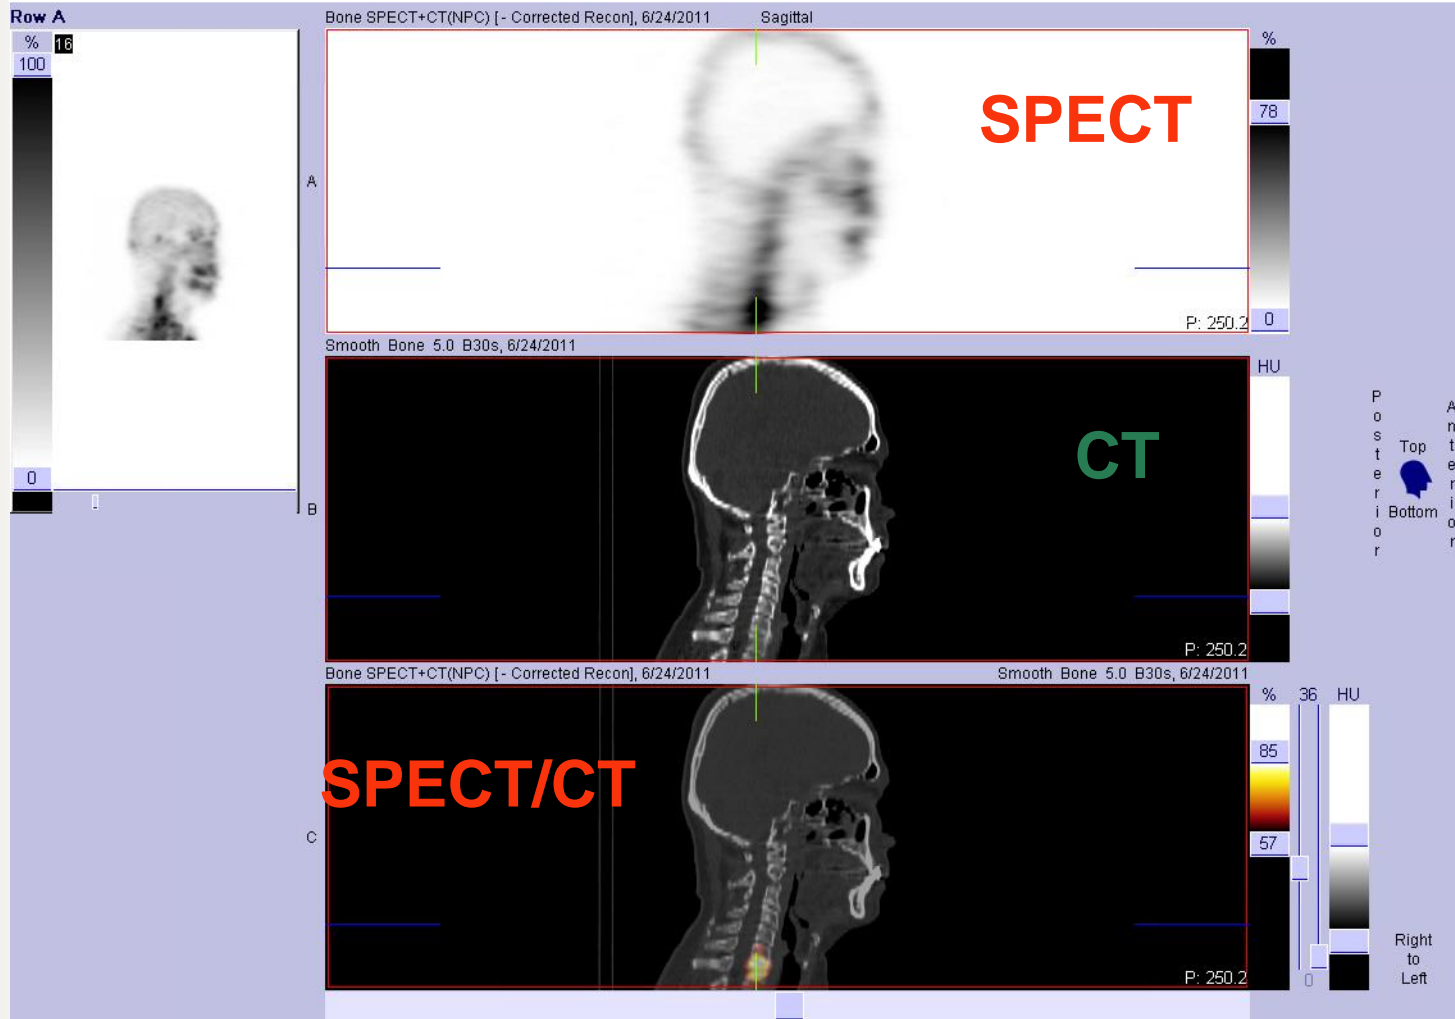 Row A
%
16
100
0
Bone SPECT+CT(NPC) [- Corrected Recon], 6/24/2011 Sagittal
A
SPECT
P: 250.2
%
78
0
Smooth Bone 5.0 B30s, 6/24/2011
B
CT
P: 250.2
HU
Posterior
Top
Bottom
Anterior
Bone SPECT+CT(NPC) [- Corrected Recon], 6/24/2011 Smooth Bone 5.0 B30s, 6/24/2011
C
SPECT/CT
P: 250.2
% 36 HU
85
57
0
Right
to
Left